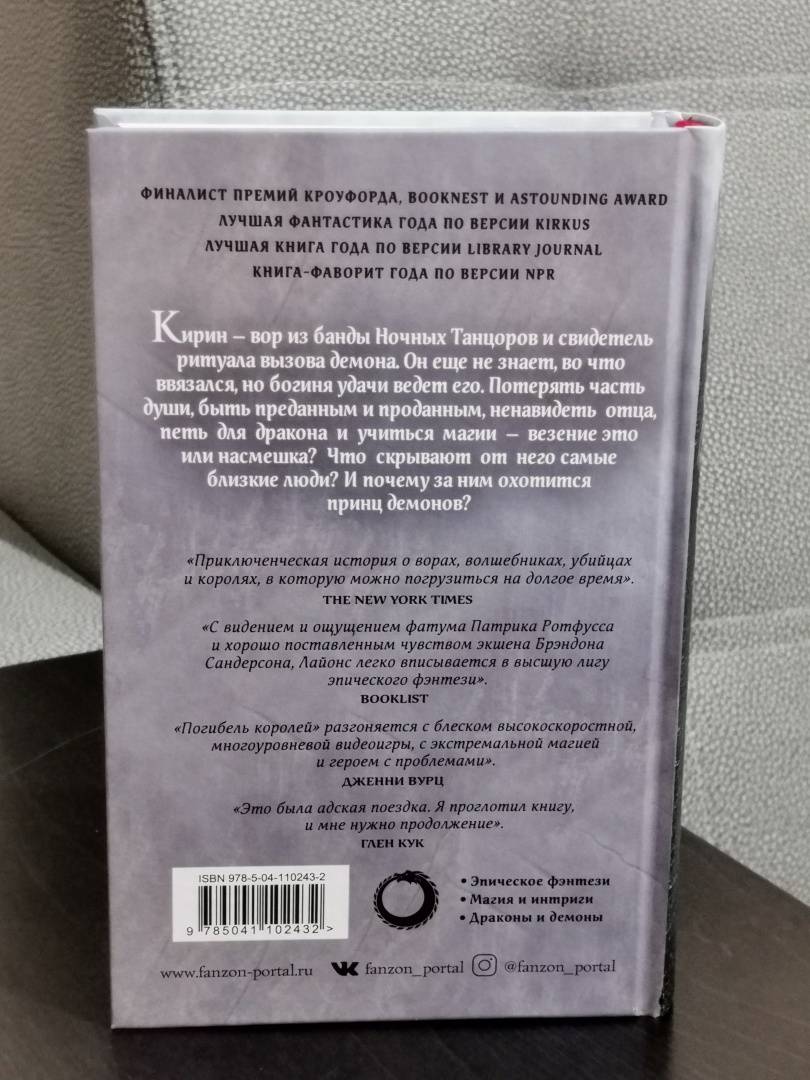 ФИНАЛИСТ ПРЕМИЙ КРОУФОРДА, BOOKNEST И ASTOUNDING AWARD
ЛУЧШАЯ ФАНТАСТИКА ГОДА ПО ВЕРСИИ KIRKUS
ЛУЧШАЯ КНИГА ГОДА ПО ВЕРСИИ LIBRARY JOURNAL
КНИГА-ФАВОРИТ ГОДА ПО ВЕРСИИ NPR
Кирин – вор из банды Ночных Танцоров и свидетель
ритуала вызова демона. Он еще не знает, во что
ввязался, но богиня удачи ведет его. Потерять часть
души, быть преданным и проданным, ненавидеть отца,
петь для дракона и учиться магии – везение это
или насмешка? Что скрывают от него самые
близкие люди? И почему за ним охотится
принц демонов?
«Приключенческая история о ворах, волшебниках, убийцах
и королях, в которую можно погрузиться на долгое время».
THE NEW YORK TIMES
«С видением и ощущением фатума Патрика Ротфусса
и хорошо поставленным чувством экшена Брэндона
Сандерсона, Лайонс легко вписывается в высшую лигу
эпического фэнтези».
BOOKLIST
«Погибель королей» разгоняется с блеском высокоскоростной,
многоуровневой видеоигры, с экстремальной магией
и героем с проблемами».
ДЖЕННИ ВУРЦ
«Это была адская поездка. Я проглотил книгу,
и мне нужно продолжение».
ГЛЕН КУК
ISBN 978-5-04-110243-2
9 785041 102432 >
• Эпическое фэнтези
• Магия и интриги
• Драконы и демоны
www.fanzon-portal.ru fanzon_portal @fanzon_portal